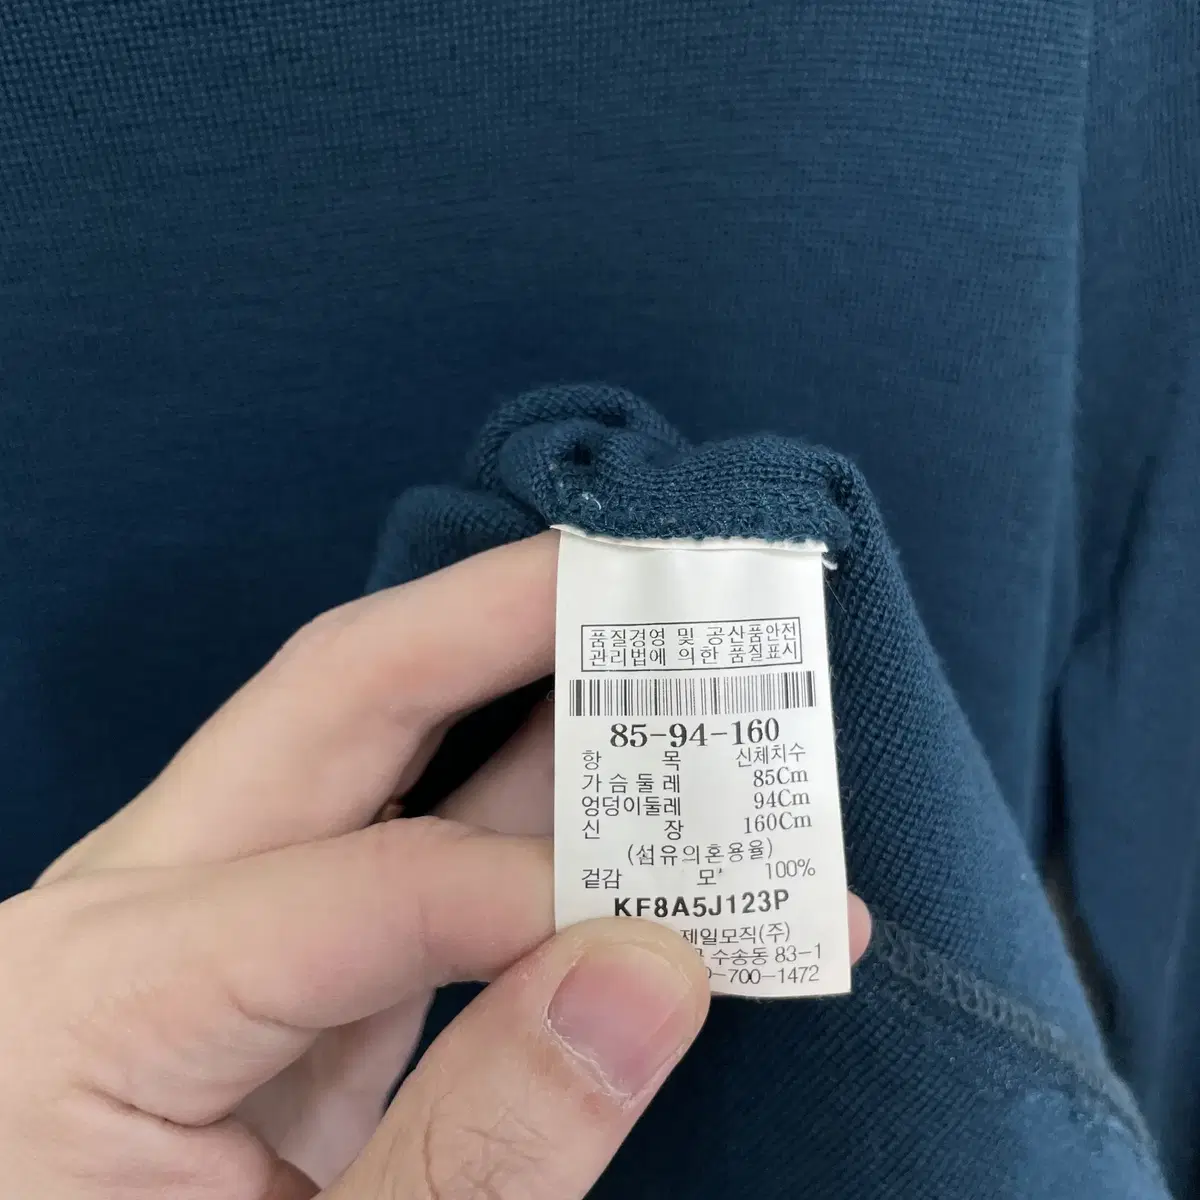 품질경영 및 공산품안전
관리법에 의한 품질표시
85-94-160
항 목 신체치수
가슴둘레 85Cm
엉덩이둘레 94Cm
신 장 160Cm
(섬유의혼용율)
겉감 모 100%
KF8A5J123P
제일모직(주)
수송동 83-1
-700-1472